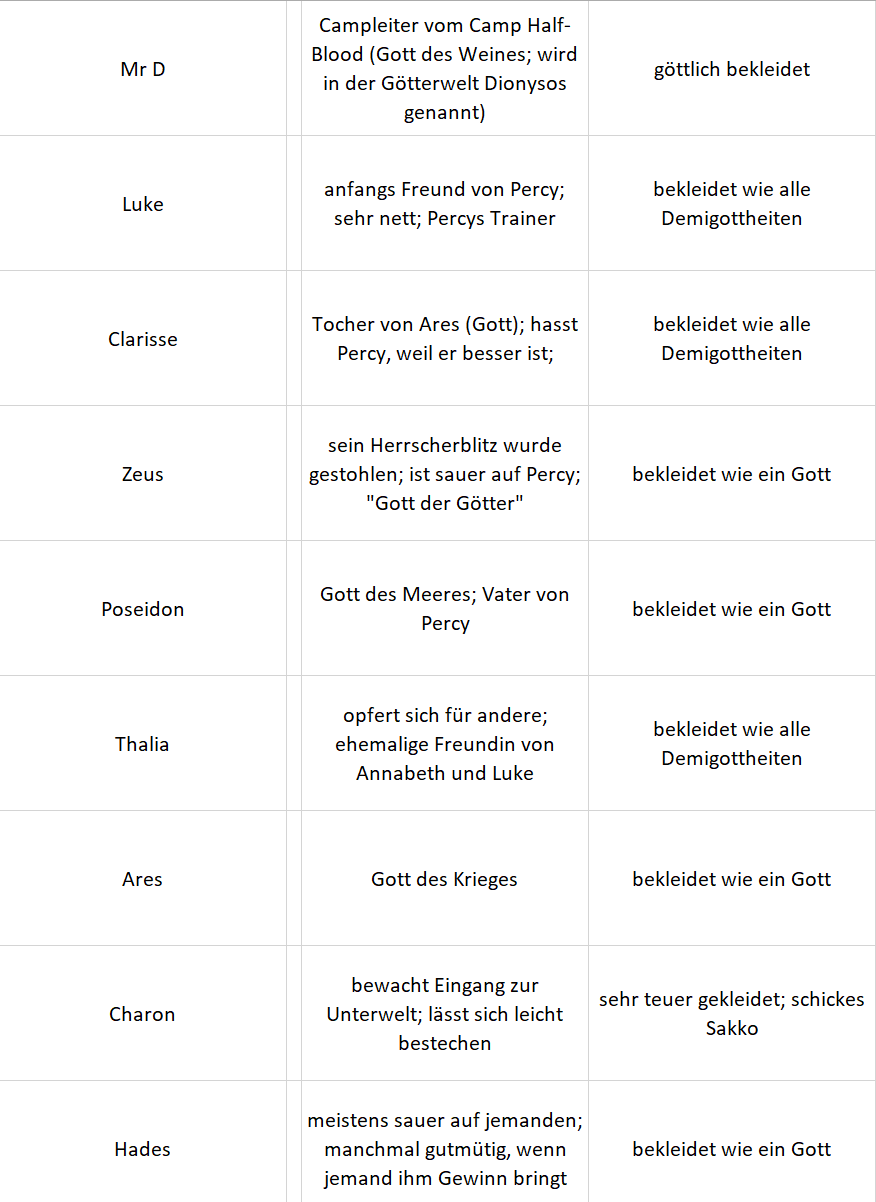 Mr D
Campleiter vom Camp Half-
Blood (Gott des Weines; wird
in der Götterwelt Dionysos
genannt)
göttlich bekleidet
Luke
anfangs Freund von Percy;
sehr nett; Percys Trainer
bekleidet wie alle
Demigottheiten
Clarisse
Tocher von Ares (Gott); hasst
Percy, weil er besser ist;
bekleidet wie alle
Demigottheiten
Zeus
sein Herrscherblitz wurde
gestohlen; ist sauer auf Percy;
"Gott der Götter"
bekleidet wie ein Gott
Poseidon
Gott des Meeres; Vater von
Percy
bekleidet wie ein Gott
Thalia
opfert sich für andere;
ehemalige Freundin von
Annabeth und Luke
bekleidet wie alle
Demigottheiten
Ares
Gott des Krieges
bekleidet wie ein Gott
Charon
bewacht Eingang zur
Unterwelt; lässt sich leicht
bestechen
sehr teuer gekleidet; schickes
Sakko
Hades
meistens sauer auf jemanden;
manchmal gutmütig, wenn
jemand ihm Gewinn bringt
bekleidet wie ein Gott